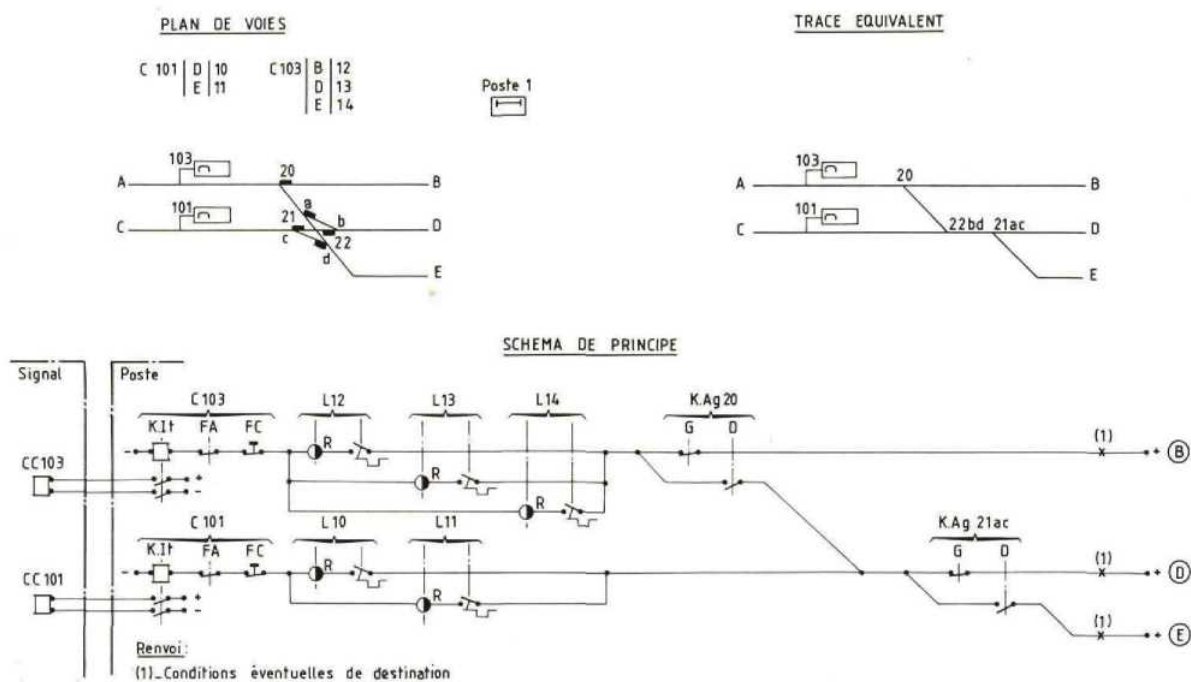 PLAN DE VOIES
TRACE EQUIVALENT
C 101 D 10
E 11
C103 B 12
D 13
E 14
Poste 1
103
20
A
B
101
21
a
b
C
D
c
22
d
E
103
20
A
B
101
22bd 21ac
C
D
E
SCHEMA DE PRINCIPE
Signal
Poste
C 103
L12
L13
L14
K.Ag 20
K.It FA FC
G D
(1)
- R + B
CC103
+
-
R
R
C 101
L10
L11
K.Ag 21ac
K.It FA FC
G D
(1)
- R + D
CC101
+
-
R
(1)
+ E
Renvoi :
(1)_Conditions éventuelles de destination